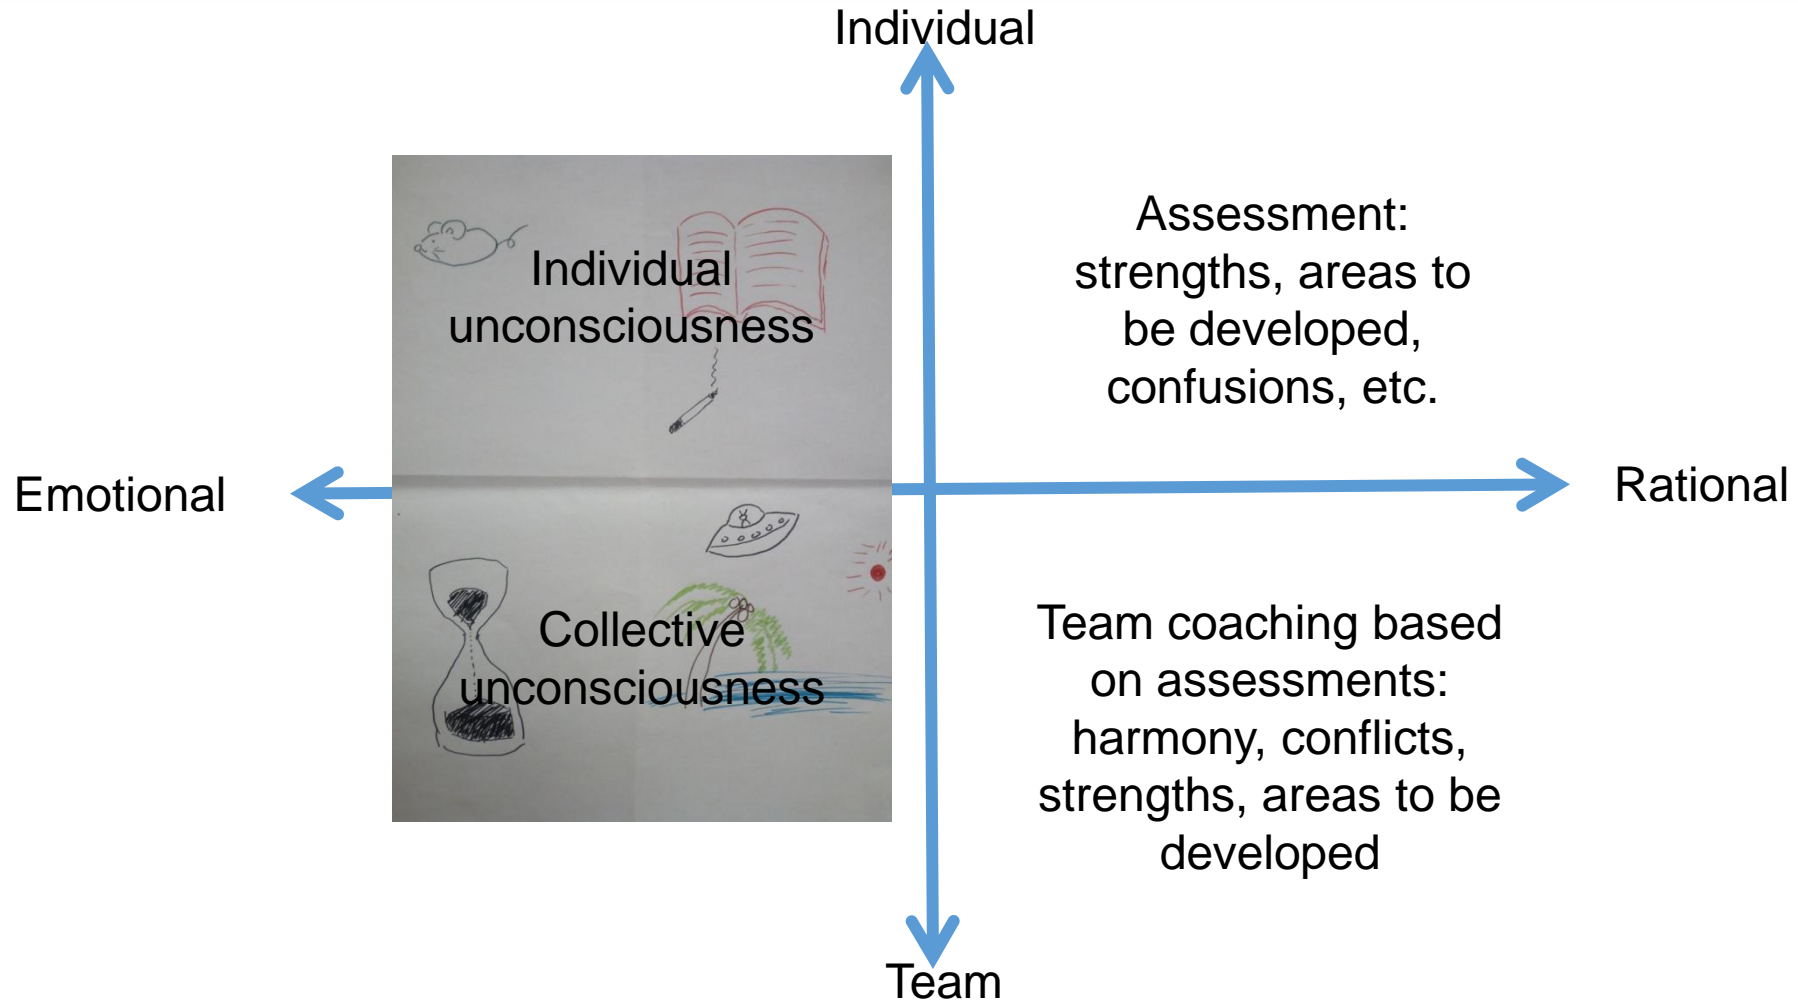 Individual
Individual
unconsciousness
Assessment:
strengths, areas to
be developed,
confusions, etc.
Emotional
Rational
Collective
unconsciousness
Team coaching based
on assessments:
harmony, conflicts,
strengths, areas to be
developed
Team